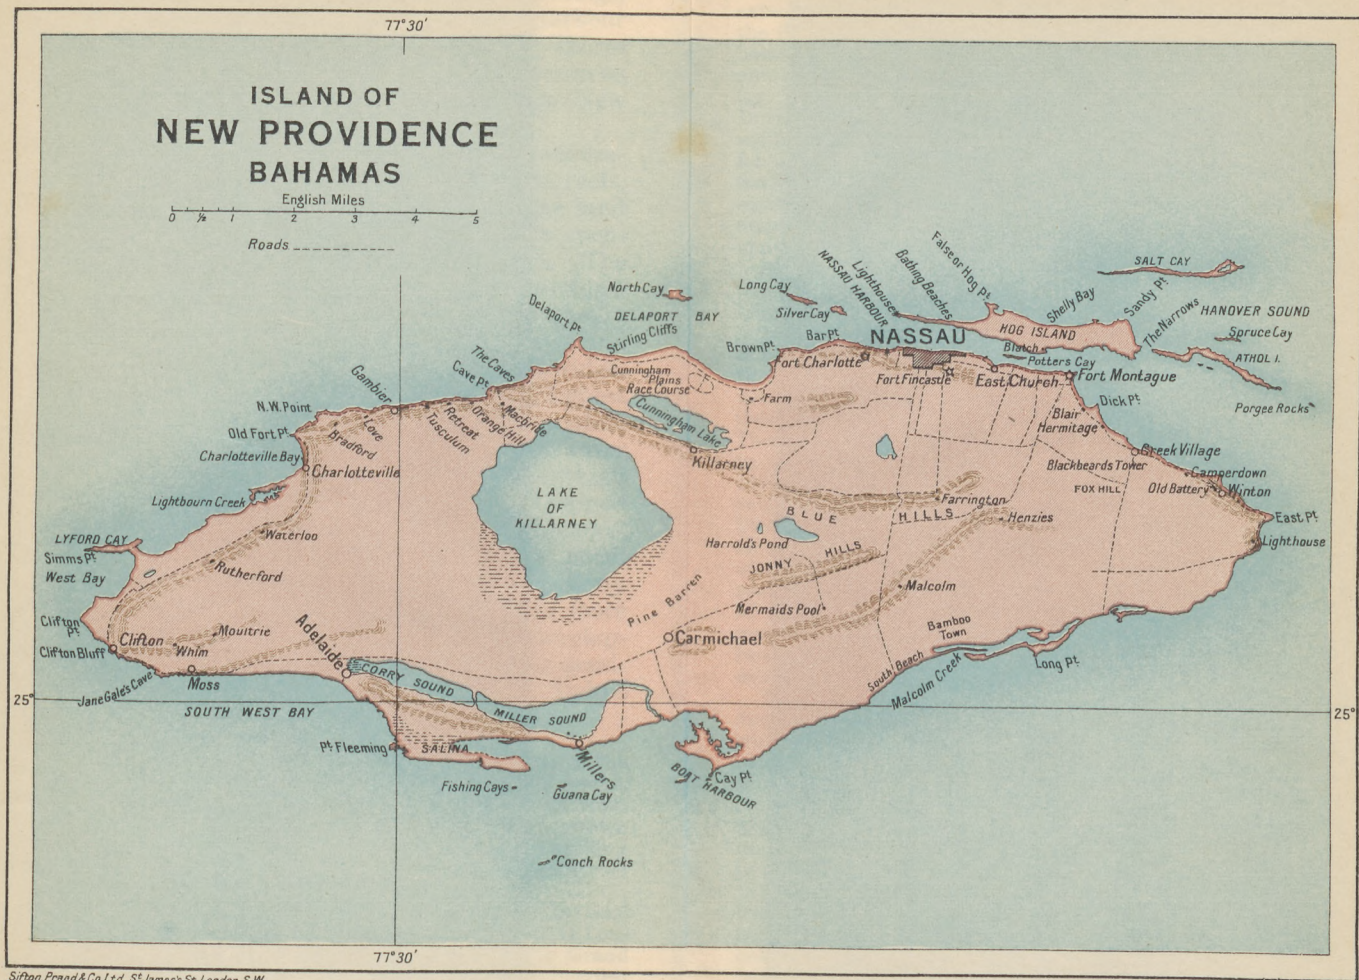 77°30'
ISLAND OF
NEW PROVIDENCE
BAHAMAS
English Miles
0 ½ 1 2 3 4 5
Roads
False or Hog Pt.
Bathing Beaches
Lighthouse
NASSAU HARBOUR
SALT CAY
Sandy Pt.
Shelly Bay
The Narrows
HANOVER SOUND
Spruce Cay
ATHOL I.
Porgee Rocks
HOG ISLAND
North Cay
Long Cay
Silver Cay
DELAPORT BAY
Delaport Pt.
Stirling Cliffs
Brown Pt.
Bar Pt.
NASSAU
Blatch
Potters Cay
Fort Charlotte
Fort Fincastle
East Church
Fort Montague
Dick Pt.
Blair
Hermitage
The Caves
Cave Pt.
Cunningham
Plains
Race Course
Farm
Cunningham Lake
Gambier
N.W. Point
Love
Bradford
Tusculum
Retreat
Orange Hill
Macbride
Old Fort Pt.
Charlotteville Bay
Charlotteville
Killarney
Creek Village
Blackbeards Tower
Camperdown
FOX HILL
Old Battery
Winton
Lightbourn Creek
LAKE
OF
KILLARNEY
BLUE HILLS
Farrington
Henzies
East Pt.
Lighthouse
Waterloo
Harrold's Pond
JONNY HILLS
LYFORD CAY
Simms Pt.
West Bay
Rutherford
Malcolm
Pine Barren
Mermaids Pool
Clifton
Pt.
Clifton
Clifton Bluff
Mouitrie
Whim
Adelaide
Carmichael
Bamboo
Town
South Beach
Malcolm Creek
Long Pt.
Jane Gale's Cave
Moss
CORRY SOUND
MILLER SOUND
25°
25°
SOUTH WEST BAY
Pt. Fleeming
SALINA
Millers
BOAT HARBOUR
Cay Pt.
Fishing Cays
Guana Cay
Conch Rocks
77°30'
Sifton Praed & Co. Ltd. St. James's St. London. S.W.